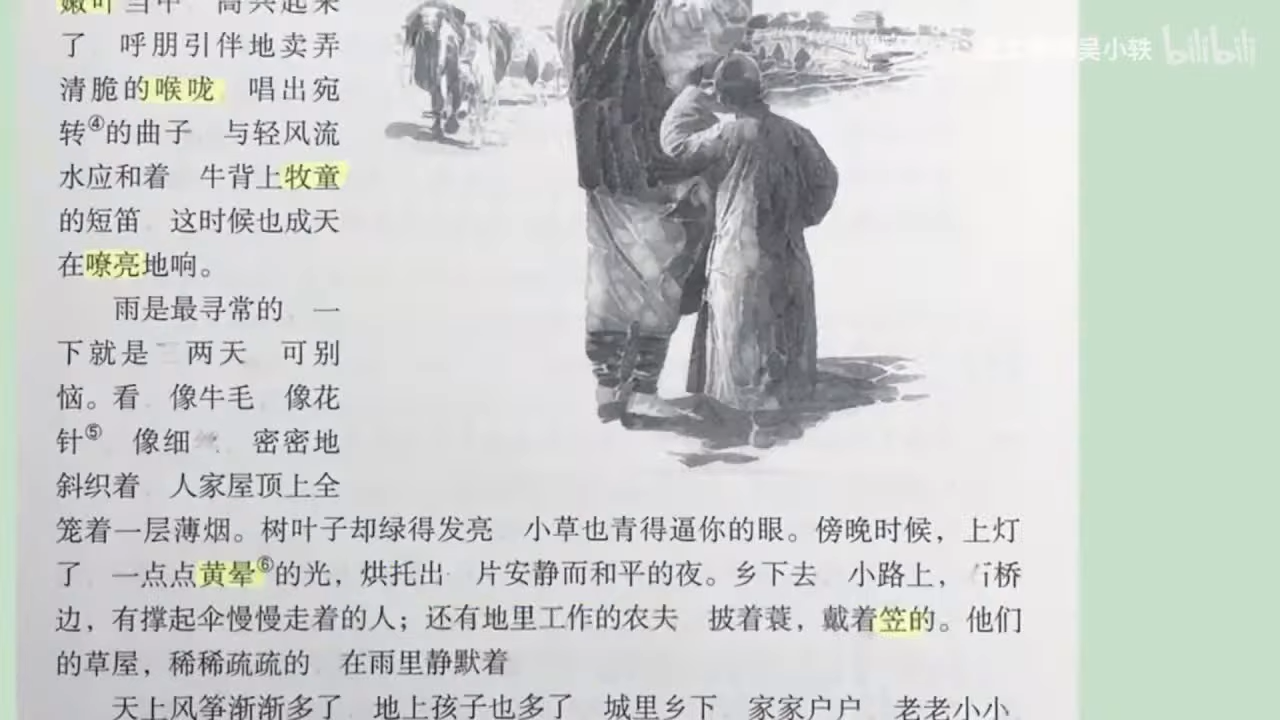 嫩叶当中 高兴起来
了 呼朋引伴地卖弄
清脆的喉咙 唱出宛
转④的曲子 与轻风流
水应和着 牛背上牧童
的短笛 这时候也成天
在嘹亮地响。
雨是最寻常的 一
下就是三两天 可别
恼。看 像牛毛 像花
针⑤ 像细 密密地
斜织着 人家屋顶上全
笼着一层薄烟。树叶子却绿得发亮 小草也青得逼你的眼。傍晚时候，上灯
了 一点点黄晕⑥的光，烘托出 片安静而和平的夜。乡下去 小路上，石桥
边，有撑起伞慢慢走着的人；还有地里工作的农夫 披着蓑，戴着笠的。他们
的草屋，稀稀疏疏的 在雨里静默着
天上风筝渐渐多了 地上孩子也多了 城里乡下 家家户户 老老小小
吴小轶 bilibili